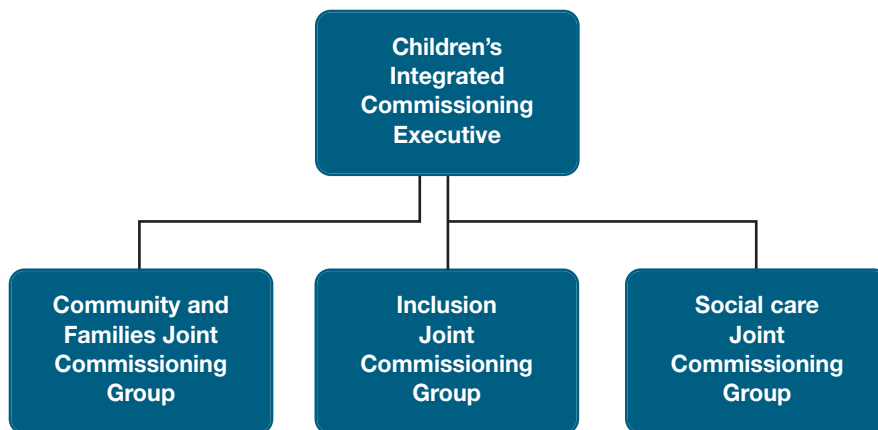 Children’s
Integrated
Commissioning
Executive
Community and
Families Joint
Commissioning
Group
Inclusion
Joint
Commissioning
Group
Social care
Joint
Commissioning
Group